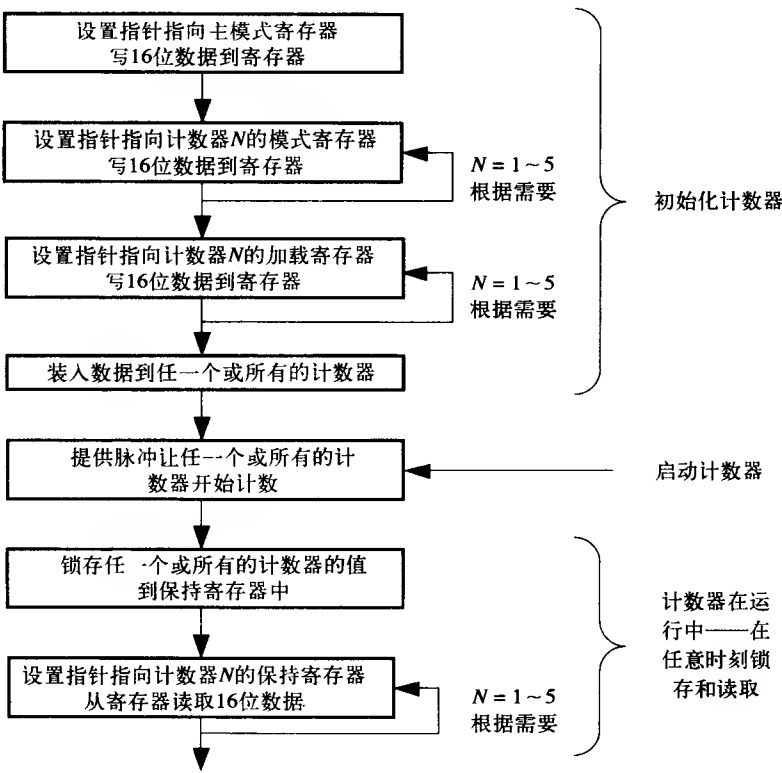 设置指针指向主模式寄存器
写16位数据到寄存器
设置指针指向计数器N的模式寄存器
写16位数据到寄存器
N = 1~5
根据需要
初始化计数器
设置指针指向计数器N的加载寄存器
写16位数据到寄存器
N = 1~5
根据需要
装入数据到任一个或所有的计数器
提供脉冲让任一个或所有的计
数器开始计数
启动计数器
锁存任一个或所有的计数器的值
到保持寄存器中
计数器在运
行中——在
任意时刻锁
存和读取
设置指针指向计数器N的保持寄存器
从寄存器读取16位数据
N = 1~5
根据需要